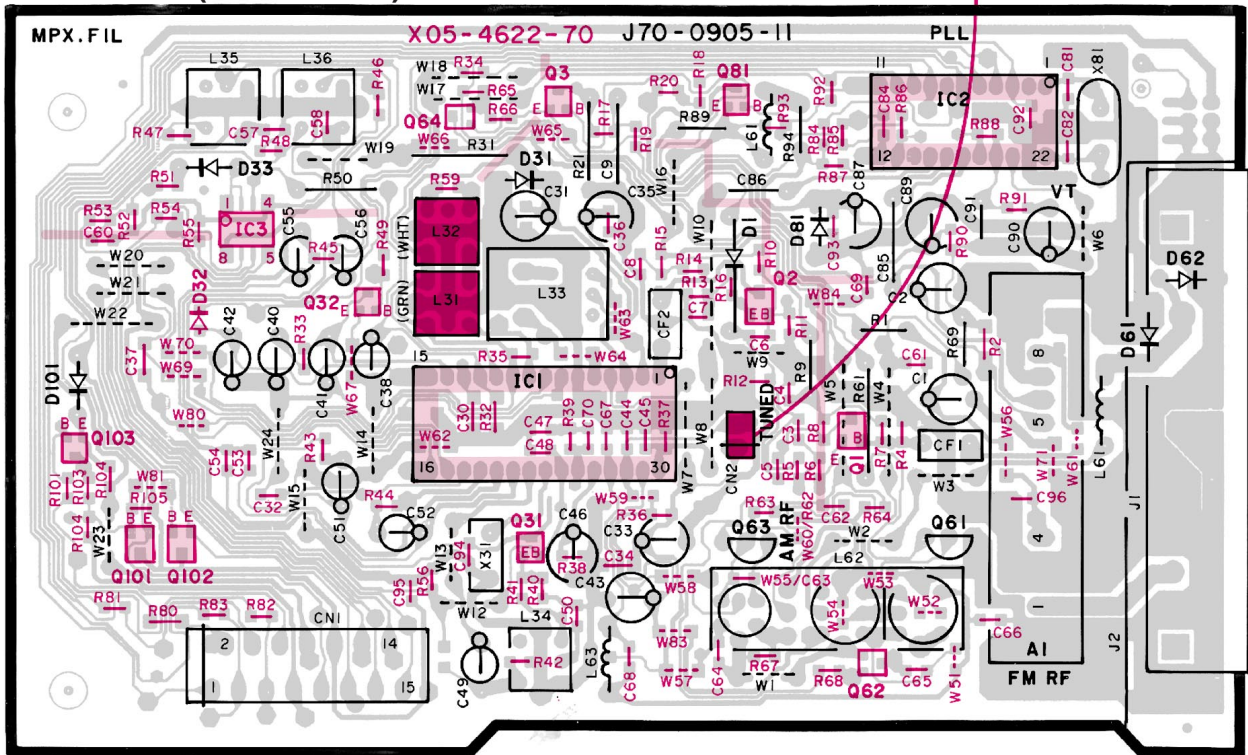 MPX.FIL X05-4622-70 J70-0905-11 PLL
L35 L36 R46 W18 R34 Q3 R18 Q81 11 1 C81 X81
W17 R65 R20 R92 C84 R86 IC2
Q64 R66 E B R17 E B R93 C92
R47 C57 C58 W65 R19 R89 L61 R84 R85 R88 C82
R48 W66 R94
W19 R31 D31 R21 C9 12 22
D33 R87
R51 R50 R59 W16 C86 C87 C89
1 4 C31 C35 VT
R53 R52 R54 C55 C56 L32 (WHT) D1 D81 C91 R91
C60 R55 IC3 R49 C36 R15 W10 C93 R90 C90 W6
W20 8 5 R45 C8 R14 R10 C85 D62
W21 R13 R16 Q2 C69 C2
D32 Q32 (GRN) L31 L33 CF2 W84
W22 E B C7 E B
C42 C40 R33 W63 C6 R11 R1 R69 R2 D61
W70 15 R35 W64 W9 8
C37 W69 C41 W67 C38 IC1 1 R12 R9 C61
D101 C4 W5 R61 W4 C1
W80 C30 R32 R39 C70 C67 C44 C45 R37 W8 TUNED W56 5
B E R43 W14 W62 C47 C3 R8 B CF1
Q103 W24 C48 CN2 E Q1 R7 R4 W71 W61 L61
C54 C53 16 30 W7 C5 R5 R6 W3
R101 R103 R104 W81 C32 W15 W59 C96
R105 C51 R44 R63 C62 R64 J1
B E B E C52 Q31 C46 C33 R36 Q63 AM RF W60/R62 Q61 4
R104 W23 W13 C94 X31 E B W2
Q101 Q102 R38 C34 L62
R56 C43 W58 W55/C63 W53
C95 R41 R40
R81 R80 R83 R82 W12 C50 W54 W52 1
CN1 L34 W83 C66
2 14 J2
R42 L63 C68 W57 C64 R67 Q62 C65 W51 A1
1 15 C49 W1 R68 FM RF